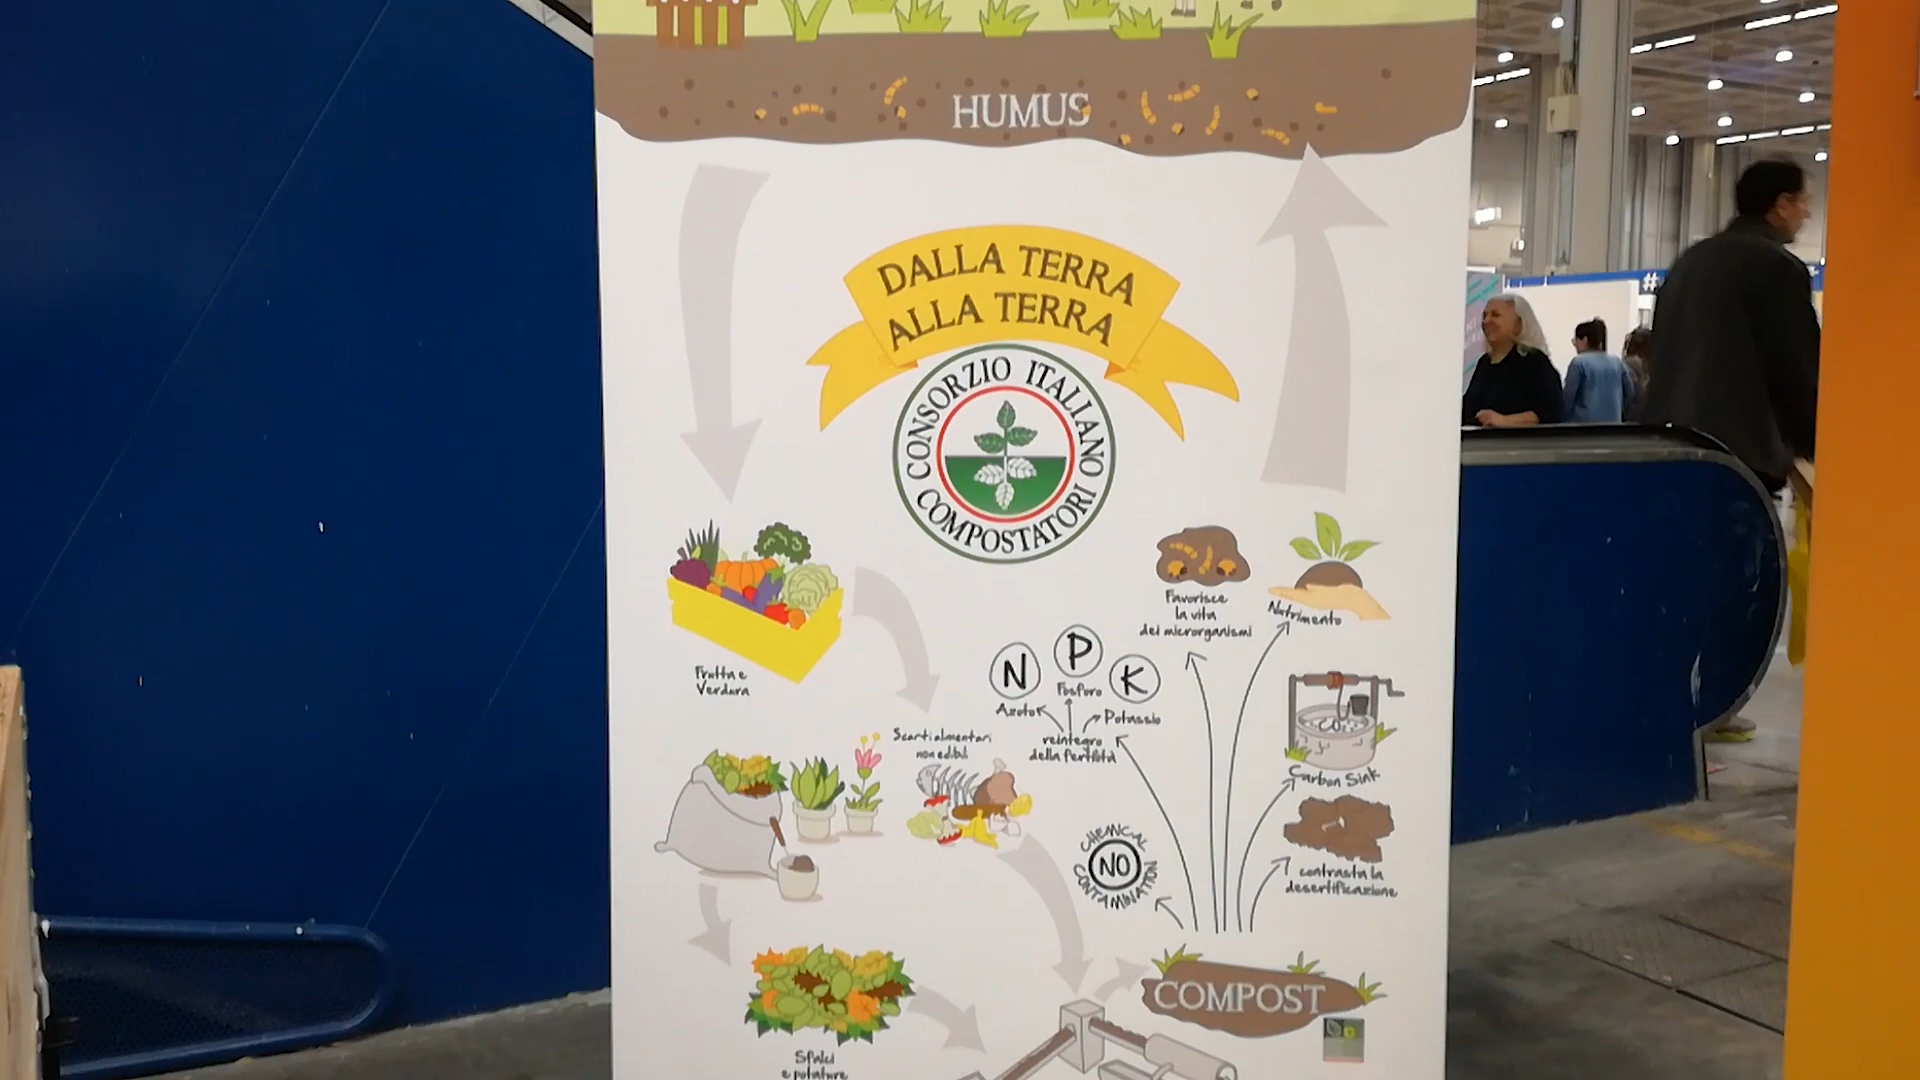 HUMUS
DALLA TERRA
ALLA TERRA
CONSORZIO ITALIANO
COMPOSTATORI
Frutta e
Verdura
N
P
K
Azoto
Fosforo
Potassio
reintegro
della fertilità
Favorisce
la vita
dei microrganismi
Nutrimento
Scarti alimentari
non edibili
CO₂
Carbon Sink
CHEMICAL
NO
CONTAMINATION
contrasta la
desertificazione
COMPOST
Sfalci
e potature
#